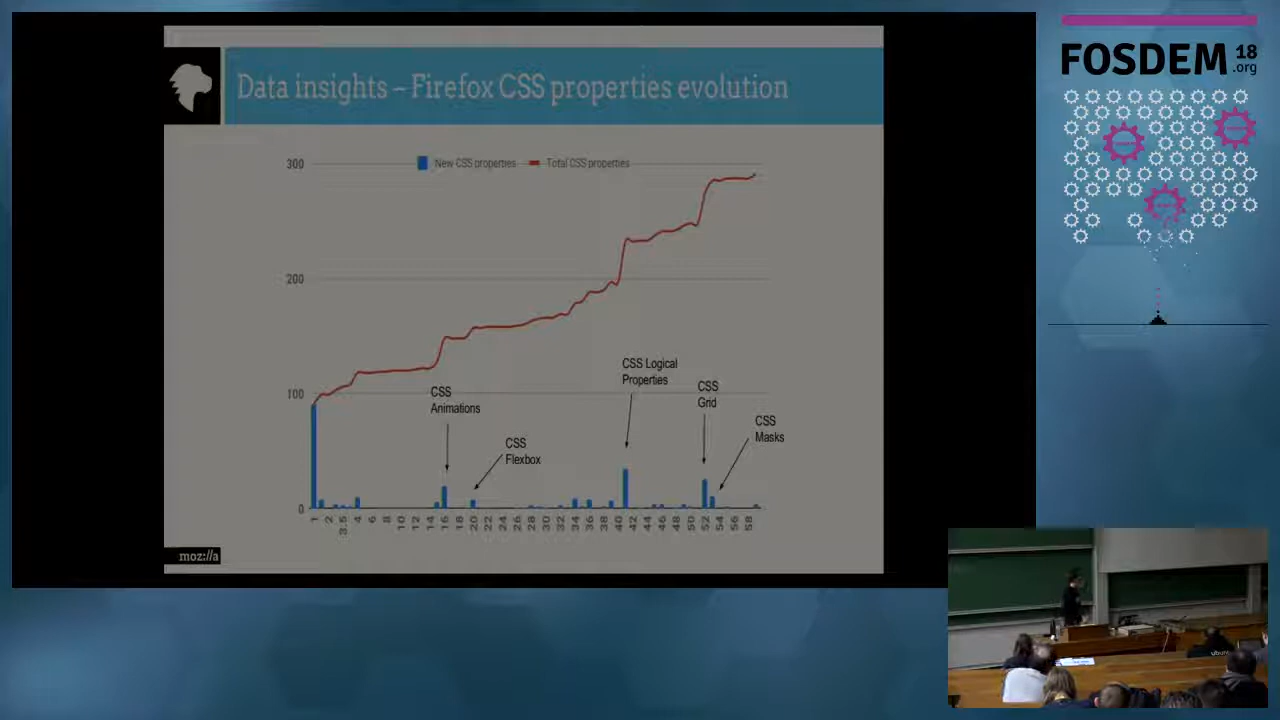 Data insights – Firefox CSS properties evolution
New CSS properties
Total CSS properties
300
200
100
0
CSS
Animations
CSS
Flexbox
CSS Logical
Properties
CSS
Grid
CSS
Masks
1 2 3.5 4 6 8 10 12 14 16 18 20 22 24 26 28 30 32 34 36 38 40 42 44 46 48 50 52 54 56 58
moz://a
FOSDEM 18
.org
ubuntu